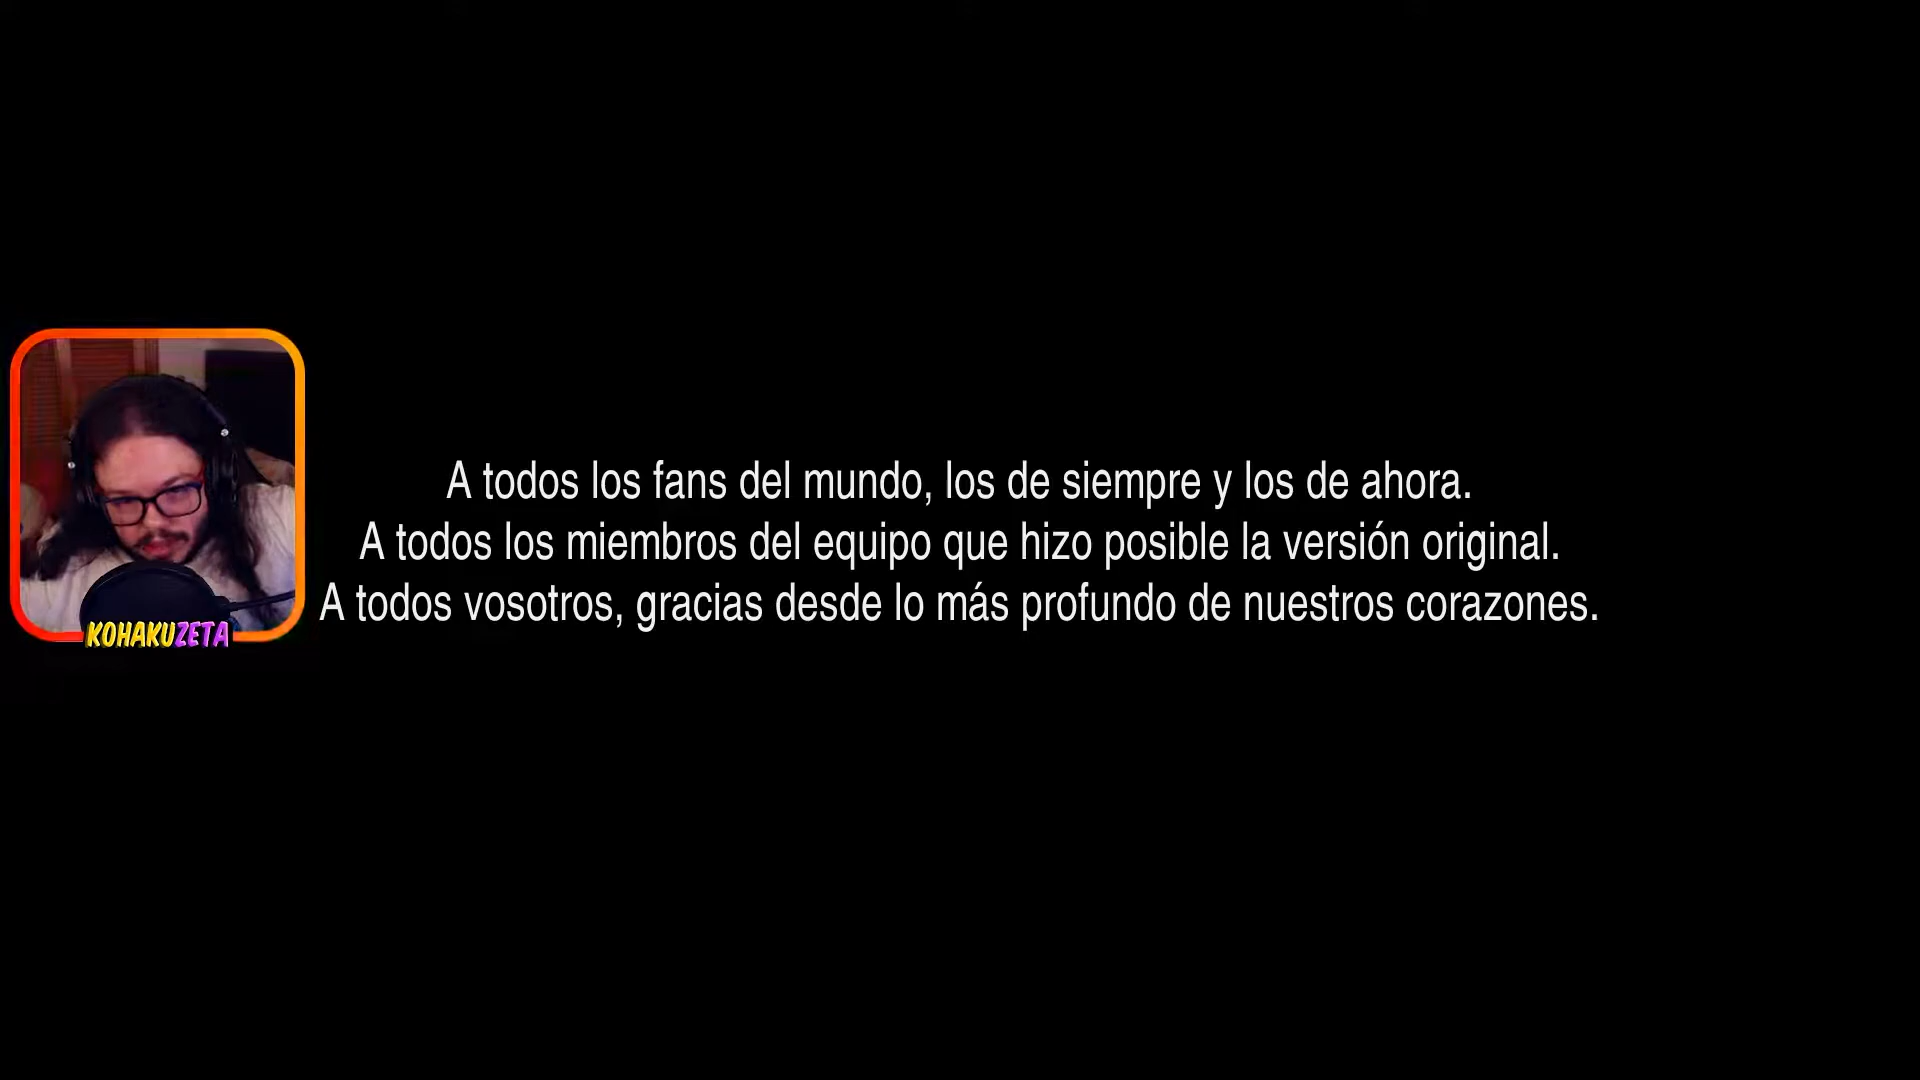 A todos los fans del mundo, los de siempre y los de ahora.
A todos los miembros del equipo que hizo posible la versión original.
A todos vosotros, gracias desde lo más profundo de nuestros corazones.
KOHAKUZETA